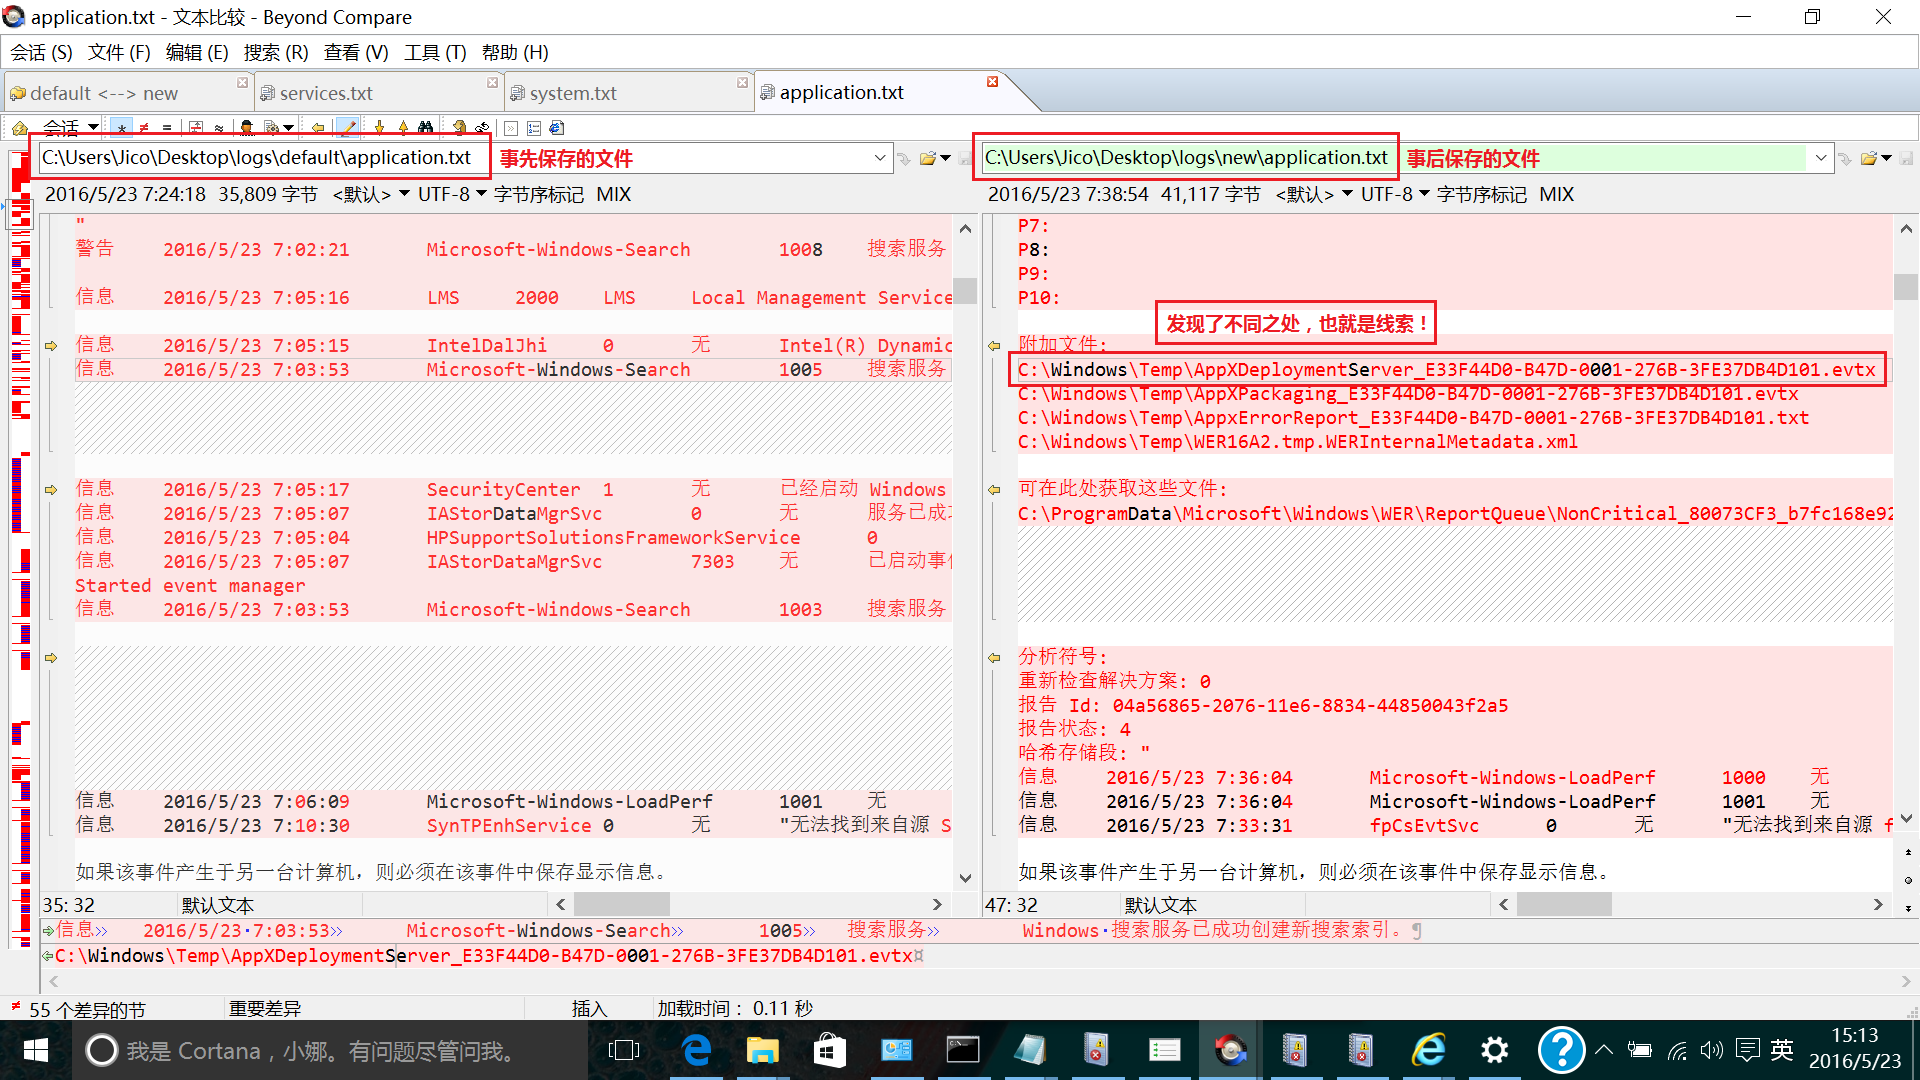 application.txt - 文本比较 - Beyond Compare
会话 (S) 文件 (F) 编辑 (E) 搜索 (R) 查看 (V) 工具 (T) 帮助 (H)
default <--> new services.txt system.txt application.txt
会话
C:\Users\Jico\Desktop\logs\default\application.txt 事先保存的文件
2016/5/23 7:24:18 35,809 字节 <默认> UTF-8 字节序标记 MIX
"
警告 2016/5/23 7:02:21 Microsoft-Windows-Search 1008 搜索服务
信息 2016/5/23 7:05:16 LMS 2000 LMS Local Management Service
信息 2016/5/23 7:05:15 IntelDalJhi 0 无 Intel(R) Dynamic
信息 2016/5/23 7:03:53 Microsoft-Windows-Search 1005 搜索服务
信息 2016/5/23 7:05:17 SecurityCenter 1 无 已经启动 Windows
信息 2016/5/23 7:05:07 IAStorDataMgrSvc 0 无 服务已成功
信息 2016/5/23 7:05:04 HPSupportSolutionsFrameworkService 0
信息 2016/5/23 7:05:07 IAStorDataMgrSvc 7303 无 已启动事件
Started event manager
信息 2016/5/23 7:03:53 Microsoft-Windows-Search 1003 搜索服务
信息 2016/5/23 7:06:09 Microsoft-Windows-LoadPerf 1001 无
信息 2016/5/23 7:10:30 SynTPEnhService 0 无 "无法找到来自源 S
如果该事件产生于另一台计算机，则必须在该事件中保存显示信息。
35: 32 默认文本
C:\Users\Jico\Desktop\logs\new\application.txt 事后保存的文件
2016/5/23 7:38:54 41,117 字节 <默认> UTF-8 字节序标记 MIX
P7:
P8:
P9:
P10:
发现了不同之处，也就是线索！
附加文件:
C:\Windows\Temp\AppXDeploymentServer_E33F44D0-B47D-0001-276B-3FE37DB4D101.evtx
C:\Windows\Temp\AppXPackaging_E33F44D0-B47D-0001-276B-3FE37DB4D101.evtx
C:\Windows\Temp\AppxErrorReport_E33F44D0-B47D-0001-276B-3FE37DB4D101.txt
C:\Windows\Temp\WER16A2.tmp.WERInternalMetadata.xml
可在此处获取这些文件:
C:\ProgramData\Microsoft\Windows\WER\ReportQueue\NonCritical_80073CF3_b7fc168e92
分析符号:
重新检查解决方案: 0
报告 Id: 04a56865-2076-11e6-8834-44850043f2a5
报告状态: 4
哈希存储段: "
信息 2016/5/23 7:36:04 Microsoft-Windows-LoadPerf 1000 无
信息 2016/5/23 7:36:04 Microsoft-Windows-LoadPerf 1001 无
信息 2016/5/23 7:33:31 fpCsEvtSvc 0 无 "无法找到来自源 f
如果该事件产生于另一台计算机，则必须在该事件中保存显示信息。
47: 32 默认文本
信息» 2016/5/23·7:03:53» Microsoft-Windows-Search» 1005» 搜索服务» Windows·搜索服务已成功创建新搜索索引。¶
C:\Windows\Temp\AppXDeploymentServer_E33F44D0-B47D-0001-276B-3FE37DB4D101.evtx¤
≠ 55 个差异的节 重要差异 插入 加载时间： 0.11 秒
我是 Cortana，小娜。有问题尽管问我。
英
15:13
2016/5/23